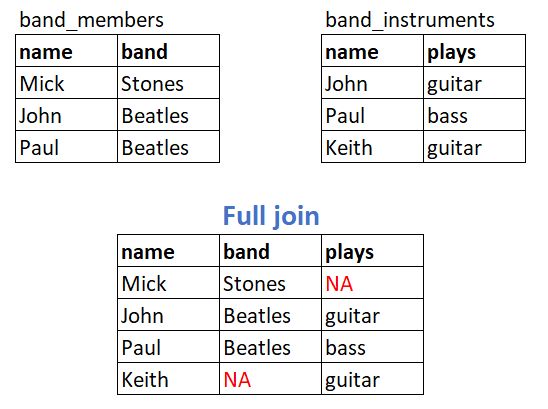 band_members band_instruments
name band name plays
Mick Stones John guitar
John Beatles Paul bass
Paul Beatles Keith guitar
Full join
name band plays
Mick Stones NA
John Beatles guitar
Paul Beatles bass
Keith NA guitar